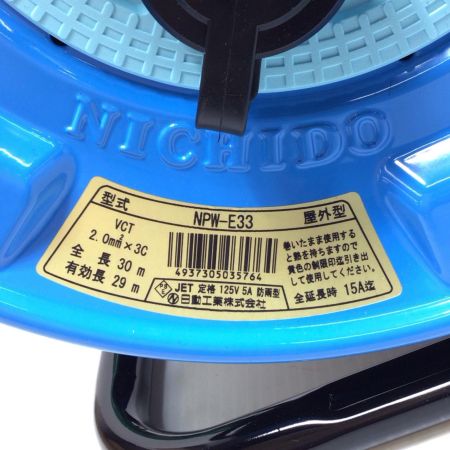 NICHIDO
型式 NPW-E33 屋外型
VCT
2.0mm²×3C
全長 30m
有効長 29m
4937305035764
JET 定格 125V 5A 防雨型
日動工業株式会社
巻いたまま使用する
と熱を持ちますので
黄色の制限印迄引き出
して使用してください。
全延長時 15A迄